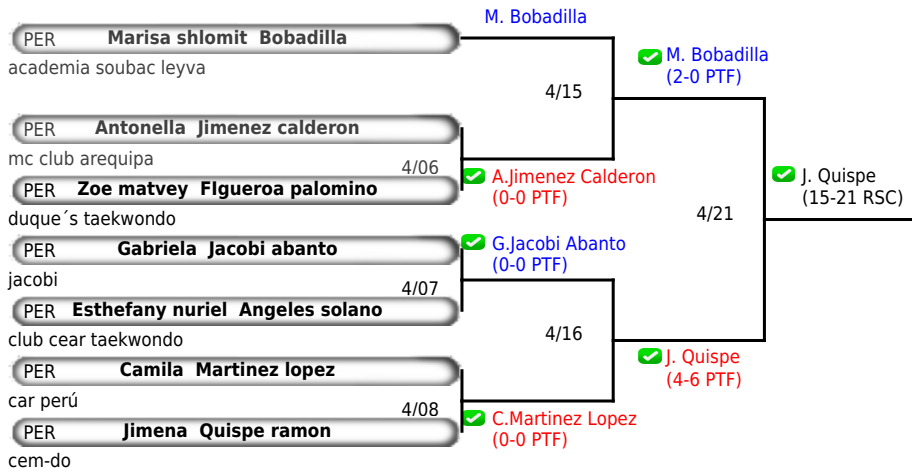 M. Bobadilla
PER Marisa shlomit Bobadilla
academia soubac leyva
M. Bobadilla
(2-0 PTF)
4/15
PER Antonella Jimenez calderon
mc club arequipa
4/06
A.Jimenez Calderon
(0-0 PTF)
PER Zoe matvey FIgueroa palomino
duque´s taekwondo
J. Quispe
(15-21 RSC)
4/21
PER Gabriela Jacobi abanto
jacobi
G.Jacobi Abanto
(0-0 PTF)
4/07
PER Esthefany nuriel Angeles solano
club cear taekwondo
4/16
J. Quispe
(4-6 PTF)
PER Camila Martinez lopez
car perú
4/08
C.Martinez Lopez
(0-0 PTF)
PER Jimena Quispe ramon
cem-do